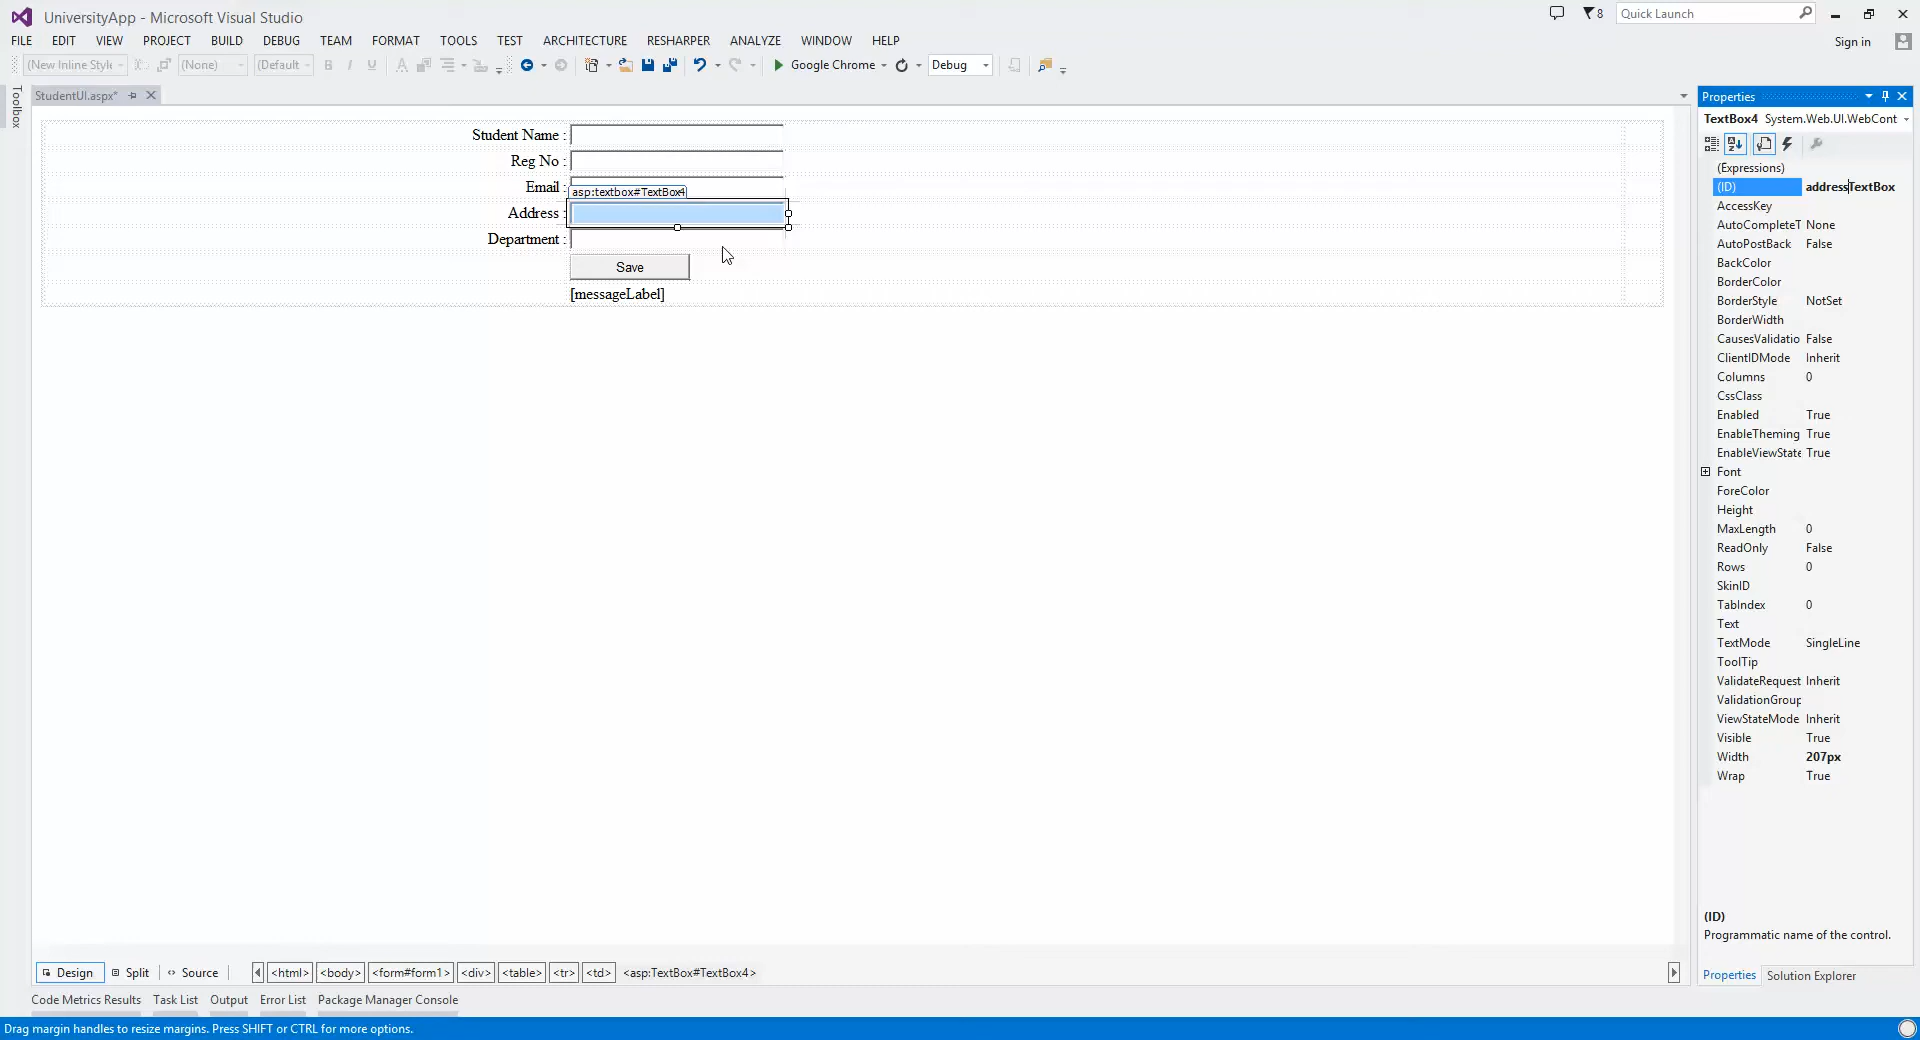 UniversityApp - Microsoft Visual Studio
8
Quick Launch
FILE EDIT VIEW PROJECT BUILD DEBUG TEAM FORMAT TOOLS TEST ARCHITECTURE RESHARPER ANALYZE WINDOW HELP
Sign in
(New Inline Style (None) (Default B I U A Google Chrome Debug
Toolbox
StudentUI.aspx*
Student Name :
Reg No :
Email :
asp:textbox#TextBox4
Address :
Department :
Save
[messageLabel]
Properties
TextBox4 System.Web.UI.WebCont
(Expressions)
(ID) addressTextBox
AccessKey
AutoCompleteT None
AutoPostBack False
BackColor
BorderColor
BorderStyle NotSet
BorderWidth
CausesValidatio False
ClientIDMode Inherit
Columns 0
CssClass
Enabled True
EnableTheming True
EnableViewState True
Font
ForeColor
Height
MaxLength 0
ReadOnly False
Rows 0
SkinID
TabIndex 0
Text
TextMode SingleLine
ToolTip
ValidateRequest Inherit
ValidationGroup
ViewStateMode Inherit
Visible True
Width 207px
Wrap True
(ID)
Programmatic name of the control.
Properties Solution Explorer
Design Split Source <html> <body> <form#form1> <div> <table> <tr> <td> <asp:TextBox#TextBox4>
Code Metrics Results Task List Output Error List Package Manager Console
Drag margin handles to resize margins. Press SHIFT or CTRL for more options.